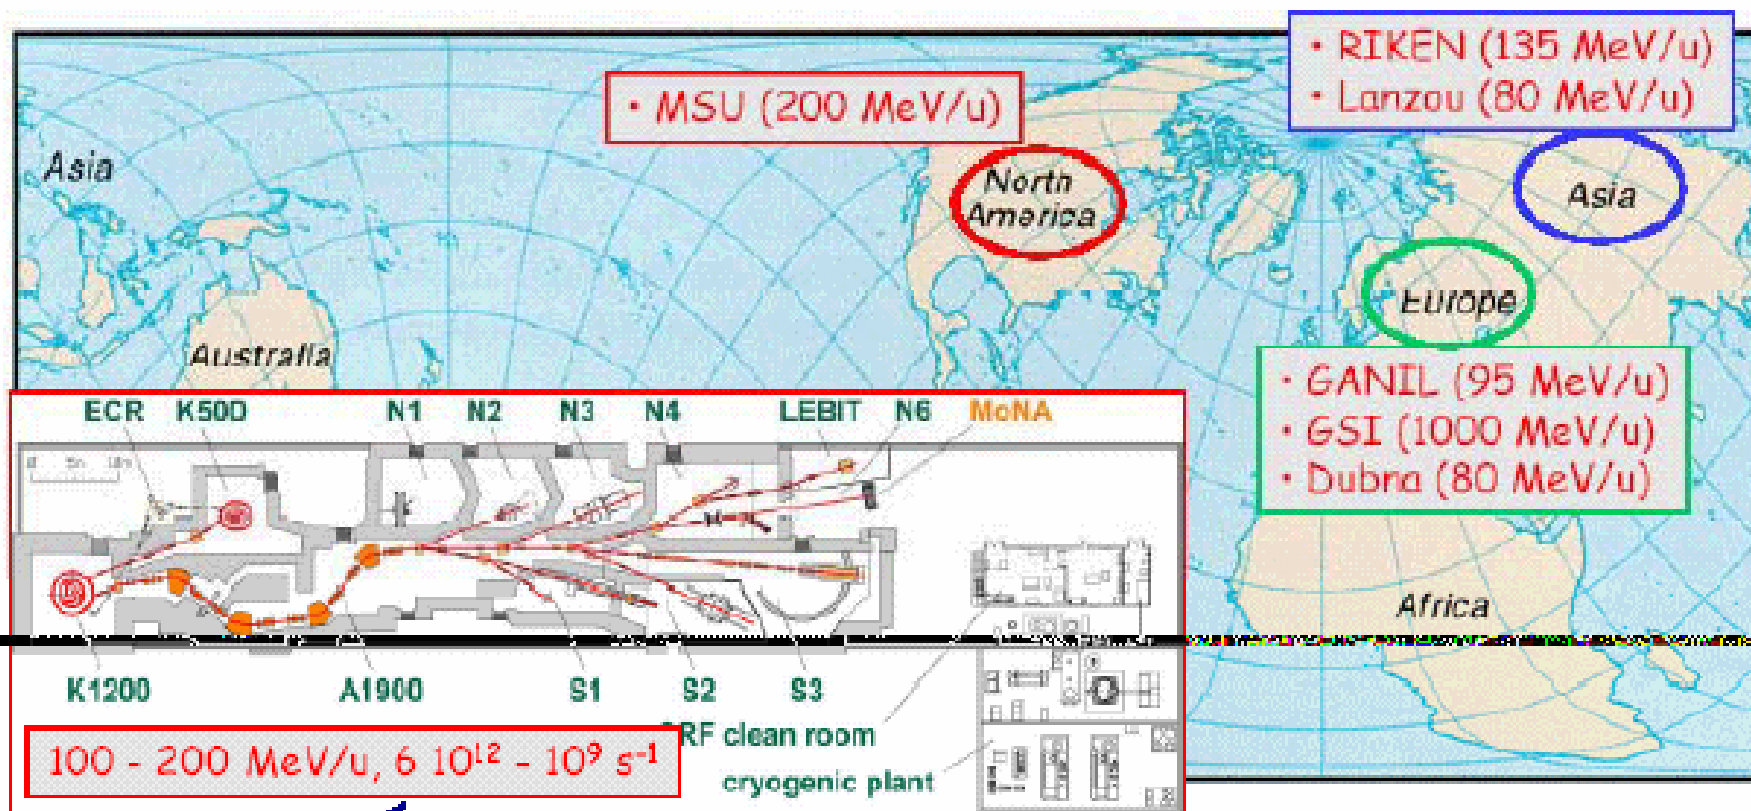 • RIKEN (135 MeV/u)
• Lanzou (80 MeV/u)
• MSU (200 MeV/u)
Asia
North
America
Asia
Europe
Australia
• GANIL (95 MeV/u)
• GSI (1000 MeV/u)
• Dubna (80 MeV/u)
ECR K500 N1 N2 N3 N4 LEBIT N6 MoNA
Africa
K1200 A1900 S1 S2 S3
clean room
cryogenic plant
100 - 200 MeV/u, 6 10¹² - 10⁹ s⁻¹